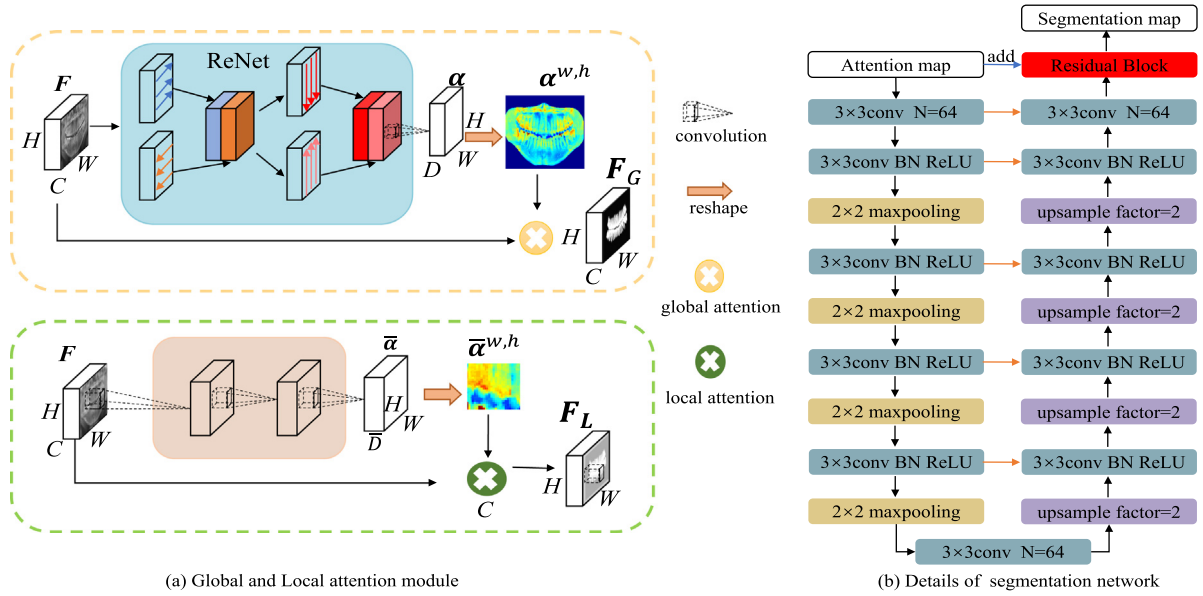 ReNet
F
H
W
C
α
H
D
W
α^{w,h}
F_G
H
C
W
F
H
W
C
ᾱ
H
W
D̄
ᾱ^{w,h}
C
F_L
H
W
convolution
reshape
global attention
local attention
(a) Global and Local attention module
Segmentation map
Attention map
add
Residual Block
3×3conv N=64
3×3conv N=64
3×3conv BN ReLU
3×3conv BN ReLU
2×2 maxpooling
upsample factor=2
3×3conv BN ReLU
3×3conv BN ReLU
2×2 maxpooling
upsample factor=2
3×3conv BN ReLU
3×3conv BN ReLU
2×2 maxpooling
upsample factor=2
3×3conv BN ReLU
3×3conv BN ReLU
2×2 maxpooling
upsample factor=2
3×3conv N=64
(b) Details of segmentation network